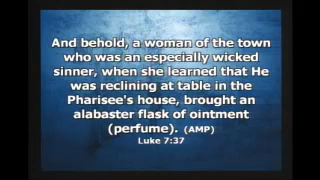 And behold, a woman of the town
who was an especially wicked
sinner, when she learned that He
was reclining at table in the
Pharisee's house, brought an
alabaster flask of ointment
(perfume). (AMP)
Luke 7:37